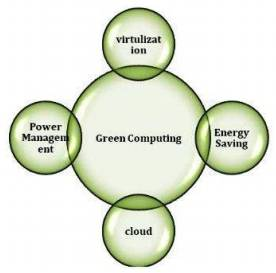 virtulizat
ion
Power
Managem
ent
Green Computing
Energy
Saving
cloud